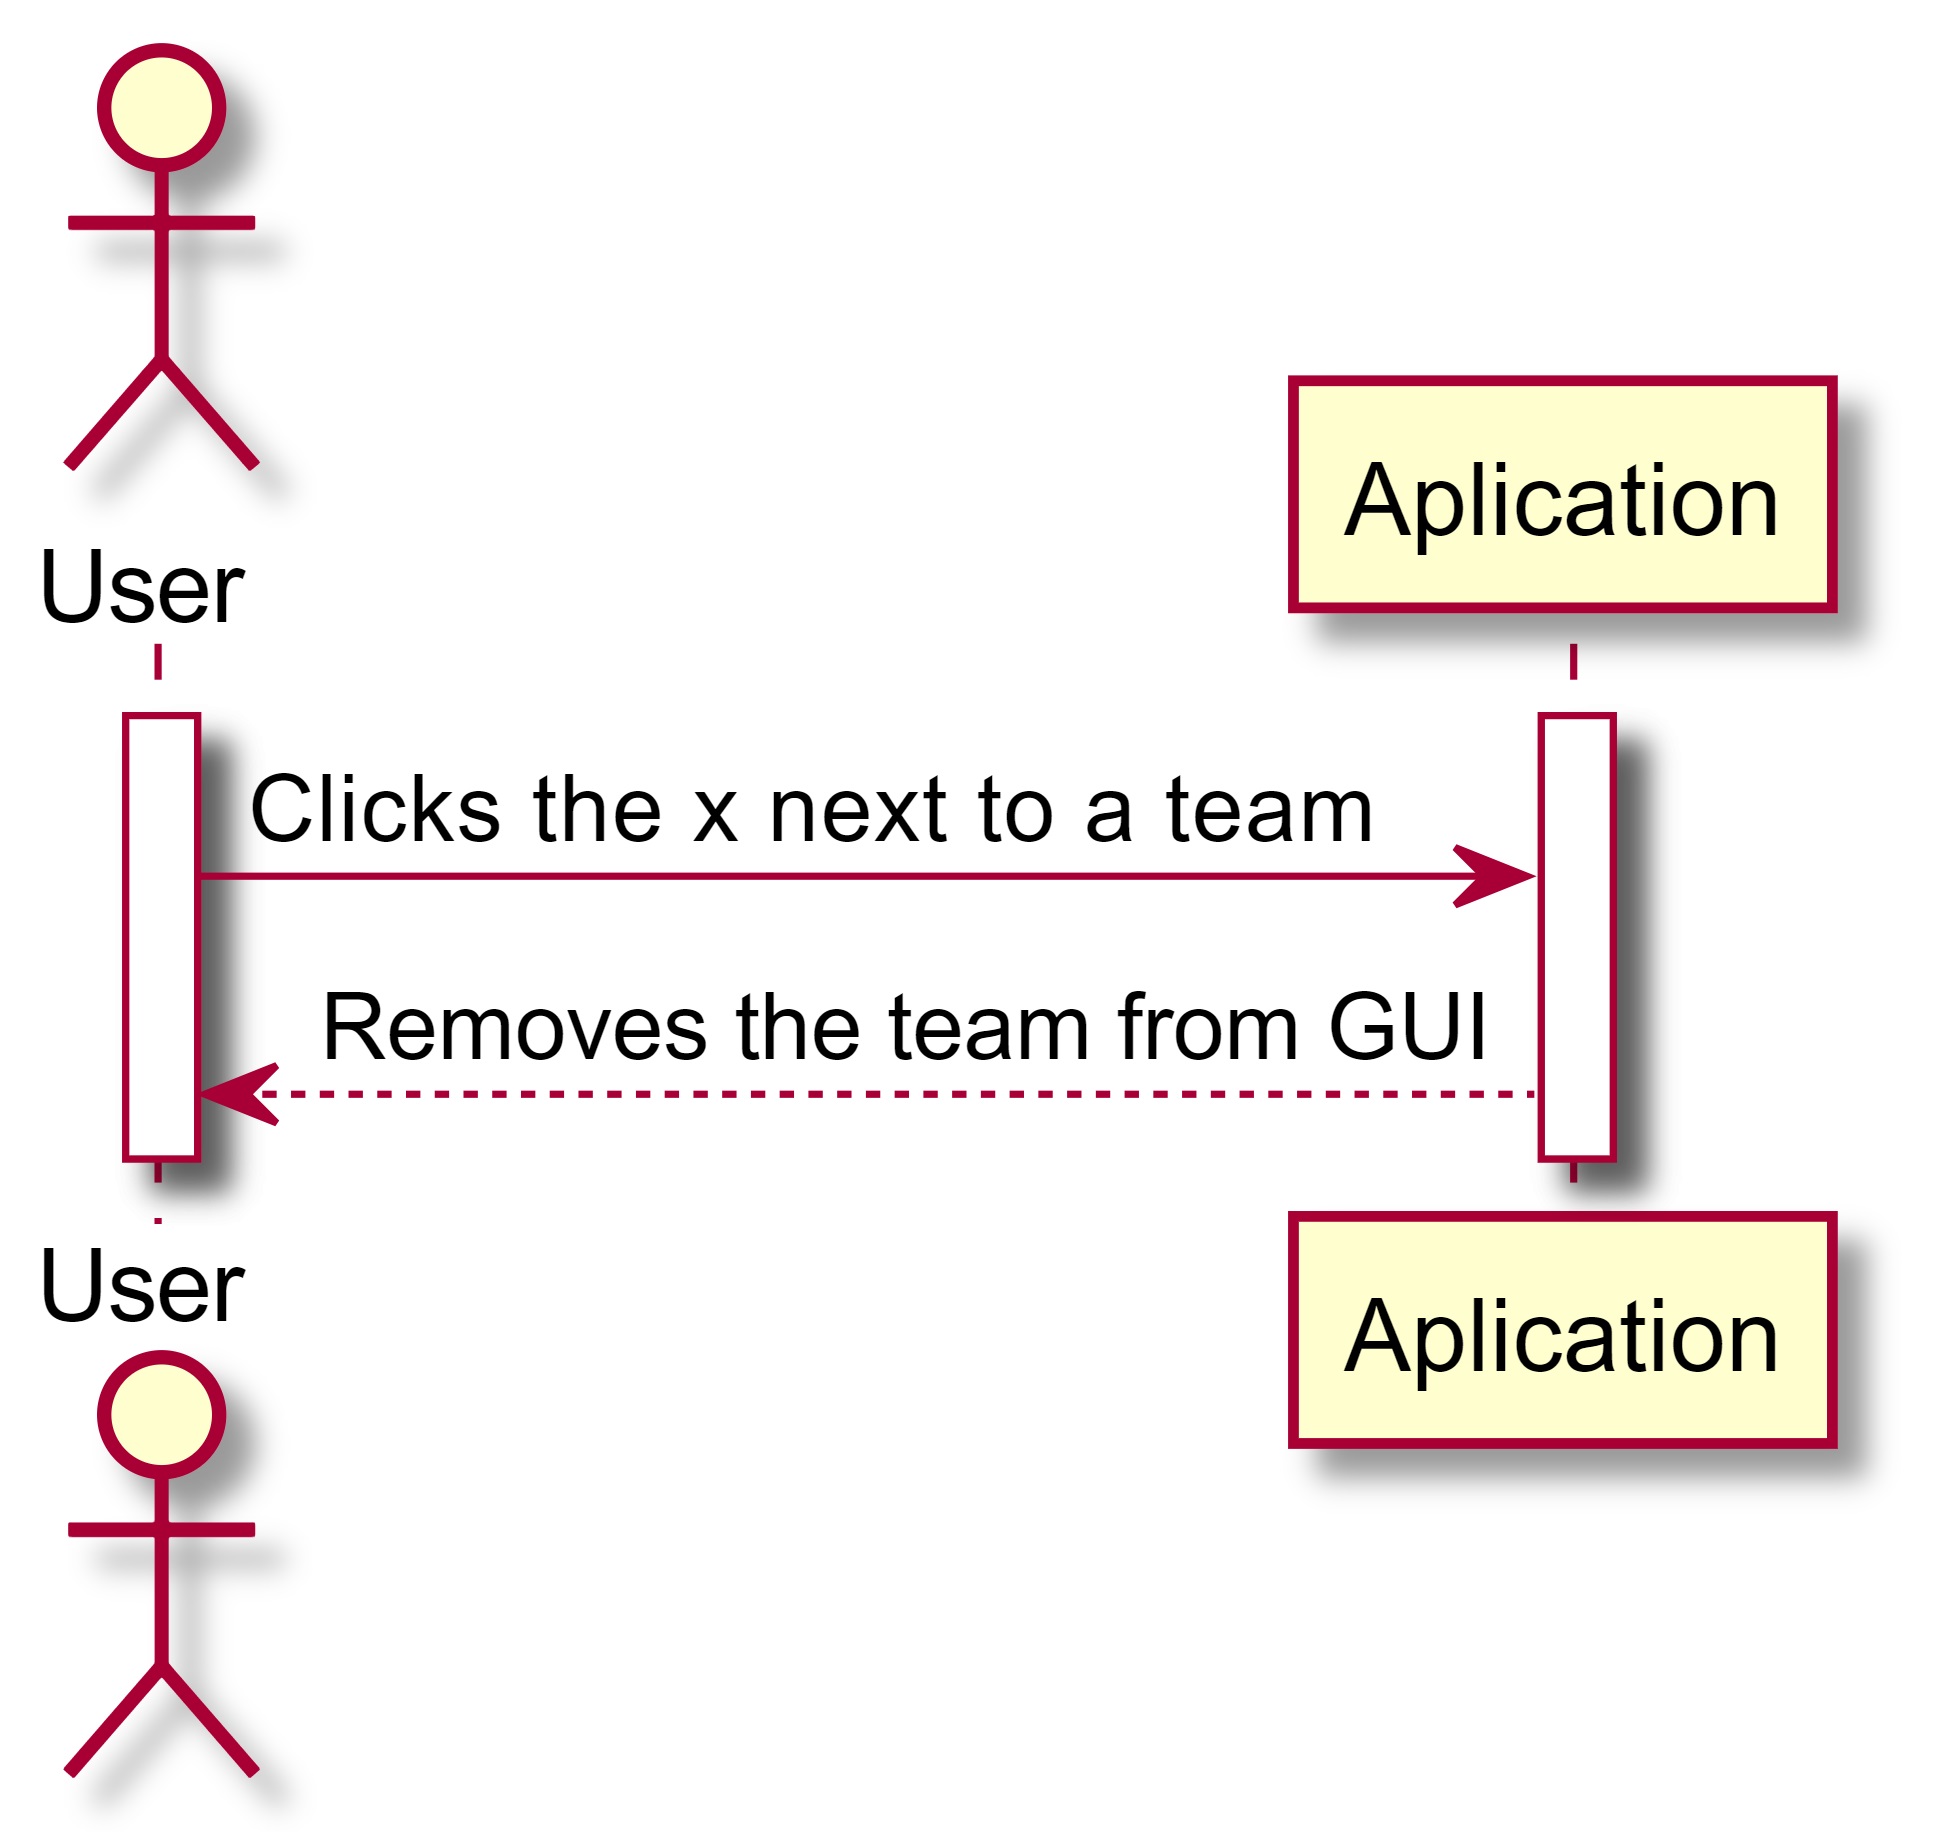 User
Aplication
Clicks the x next to a team
Removes the team from GUI
User
Aplication